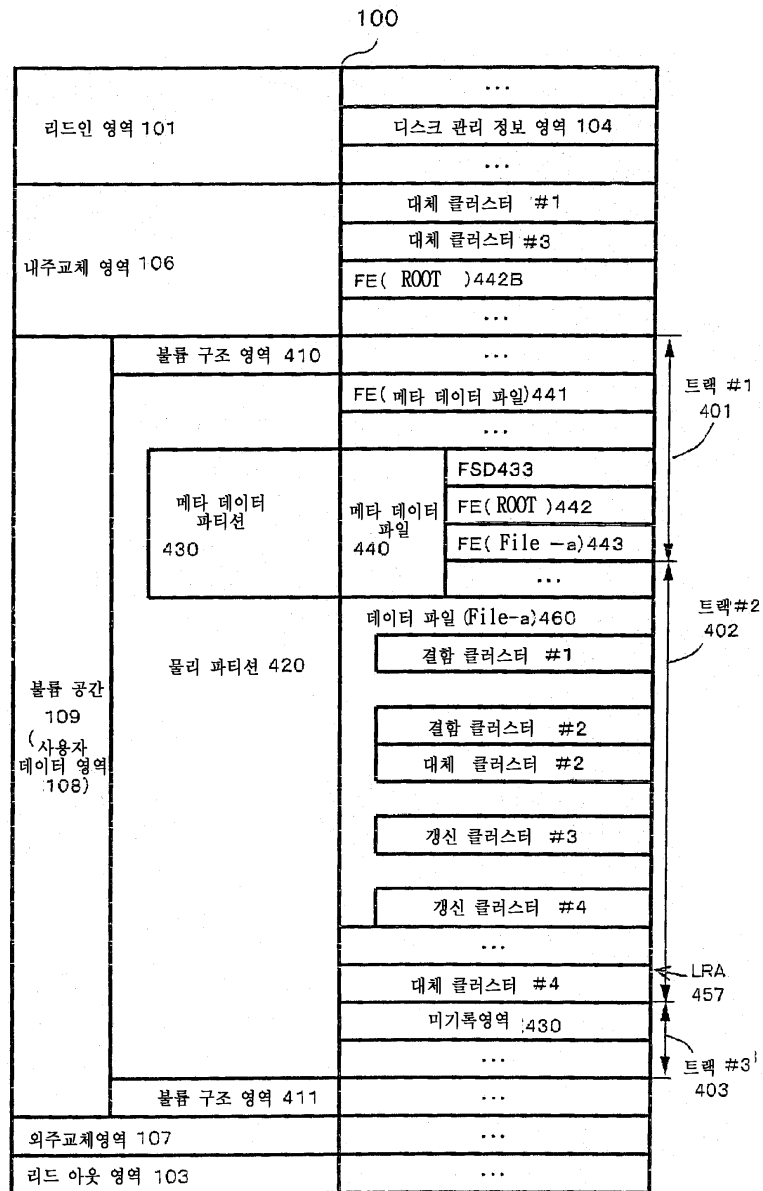 100
...
리드인 영역 101
디스크 관리 정보 영역 104
...
대체 클러스터 #1
대체 클러스터 #3
내주교체 영역 106
FE( ROOT )442B
...
볼륨 구조 영역 410
...
FE(메타 데이터 파일)441
...
트랙 #1
401
메타 데이터
파티션
430
메타 데이터
파일
440
FSD433
FE(ROOT )442
FE( File -a)443
...
트랙#2
402
데이터 파일 (File-a)460
결함 클러스터 #1
물리 파티션 420
볼륨 공간
109
(사용자
데이터 영역
108)
결함 클러스터 #2
대체 클러스터 #2
갱신 클러스터 #3
갱신 클러스터 #4
...
대체 클러스터 #4
LRA
457
미기록영역 :430
...
트랙 #3
403
볼륨 구조 영역 411
...
외주교체영역 107
...
리드 아웃 영역 103
...